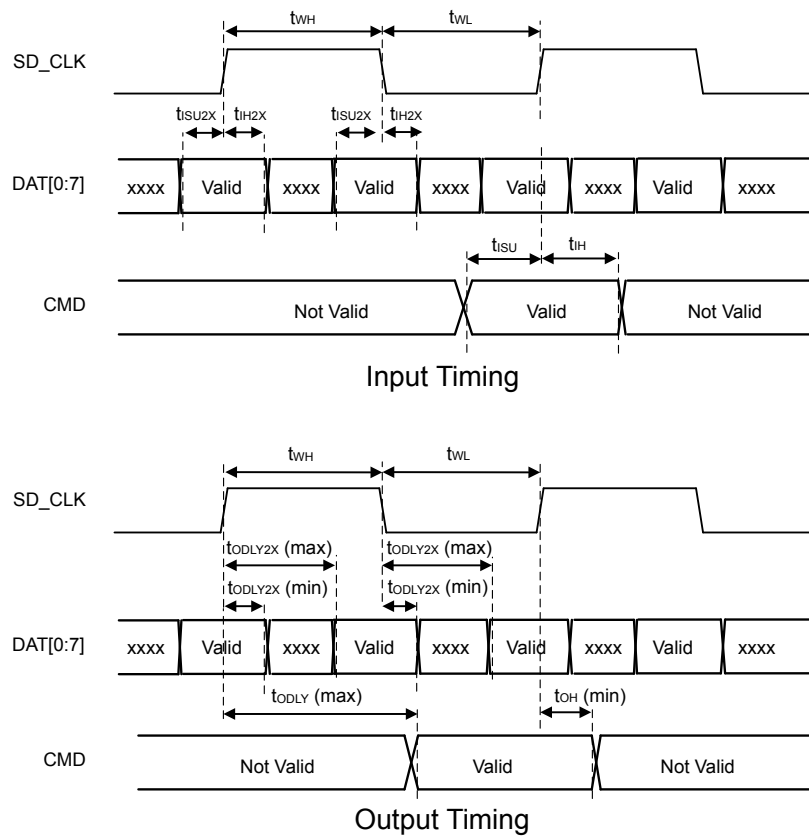 tWH tWL
SD_CLK
tISU2X tIH2X tISU2X tIH2X
DAT[0:7] xxxx Valid xxxx Valid xxxx Valid xxxx Valid xxxx
tISU tIH
CMD Not Valid Valid Not Valid
Input Timing
tWH tWL
SD_CLK
tODLY2X (max) tODLY2X (max)
tODLY2X (min) tODLY2X (min)
DAT[0:7] xxxx Valid xxxx Valid xxxx Valid xxxx Valid xxxx
tODLY (max) tOH (min)
CMD Not Valid Valid Not Valid
Output Timing